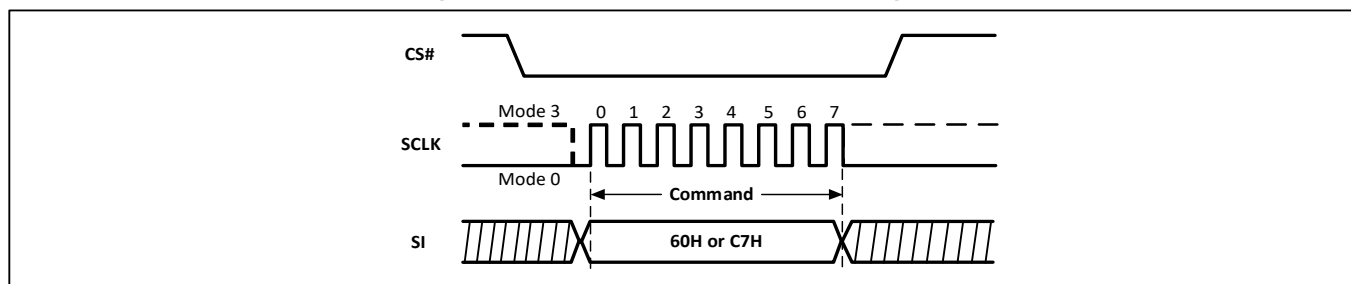 CS#
Mode 3 0 1 2 3 4 5 6 7
SCLK
Mode 0
Command
SI 60H or C7H